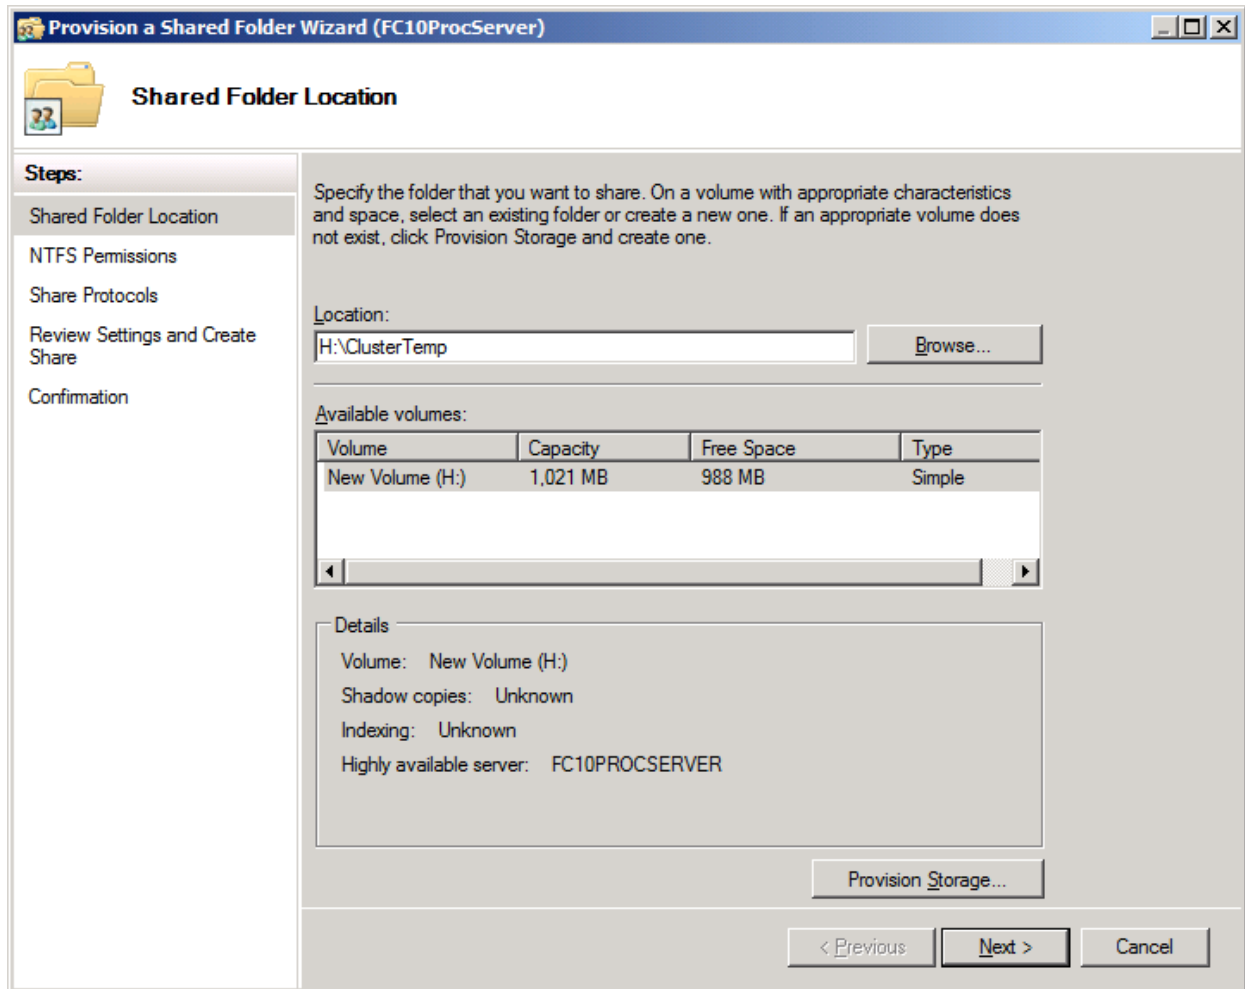 Provision a Shared Folder Wizard (FC10ProcServer)
Shared Folder Location
Steps:
Shared Folder Location
NTFS Permissions
Share Protocols
Review Settings and Create
Share
Confirmation
Specify the folder that you want to share. On a volume with appropriate characteristics
and space, select an existing folder or create a new one. If an appropriate volume does
not exist, click Provision Storage and create one.
Location:
H:\ClusterTemp
Browse...
Available volumes:
Volume Capacity Free Space Type
New Volume (H:) 1,021 MB 988 MB Simple
Details
Volume: New Volume (H:)
Shadow copies: Unknown
Indexing: Unknown
Highly available server: FC10PROCSERVER
Provision Storage...
< Previous Next > Cancel